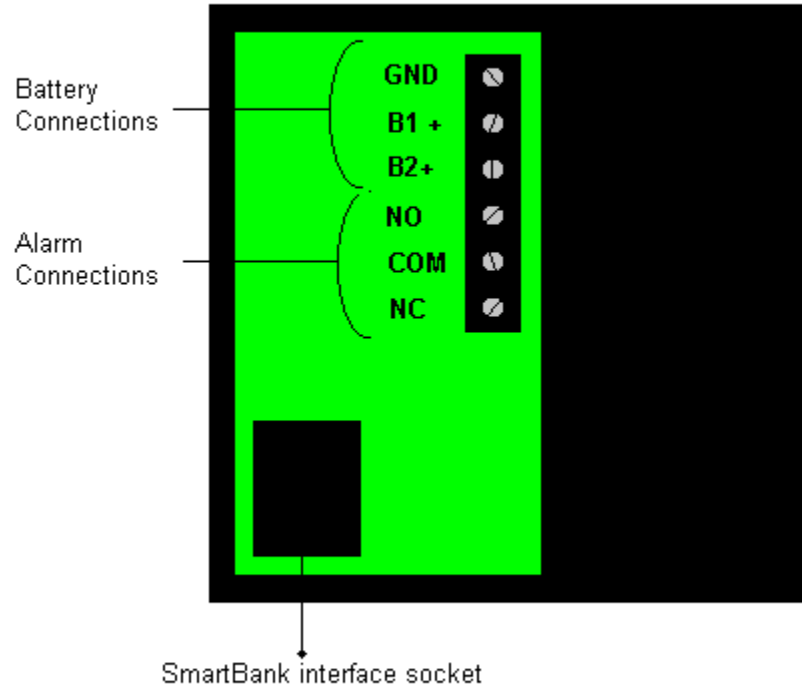 Battery
Connections
GND
B1 +
B2+
Alarm
Connections
NO
COM
NC
SmartBank interface socket